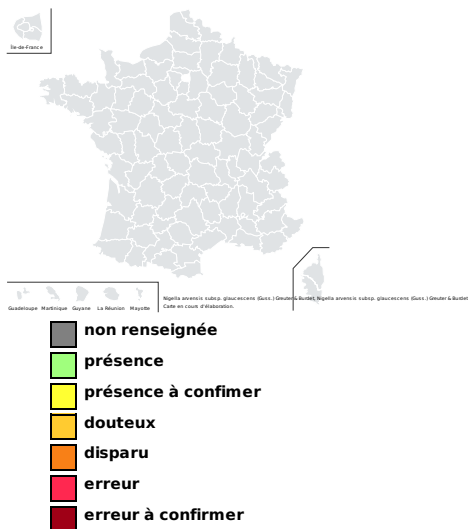 Île-de-France
Guadeloupe Martinique Guyane La Réunion Mayotte
Nigella arvensis subsp. glaucescens (Guss.) Greuter & Burdet, Nigella arvensis subsp. glaucescens (Guss.) Greuter & Burdet
Carte en cours d'élaboration.
non renseignée
présence
présence à confimer
douteux
disparu
erreur
erreur à confirmer